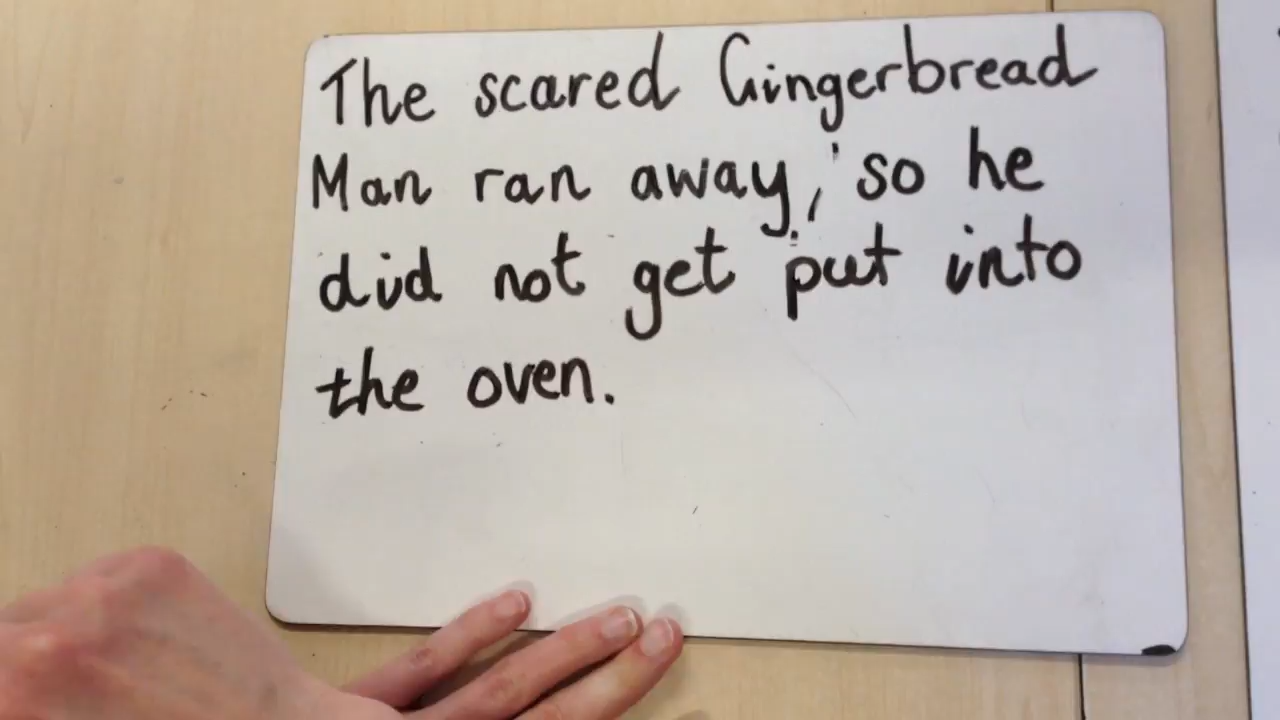 The scared Gingerbread
Man ran away, so he
did not get put into
the oven.